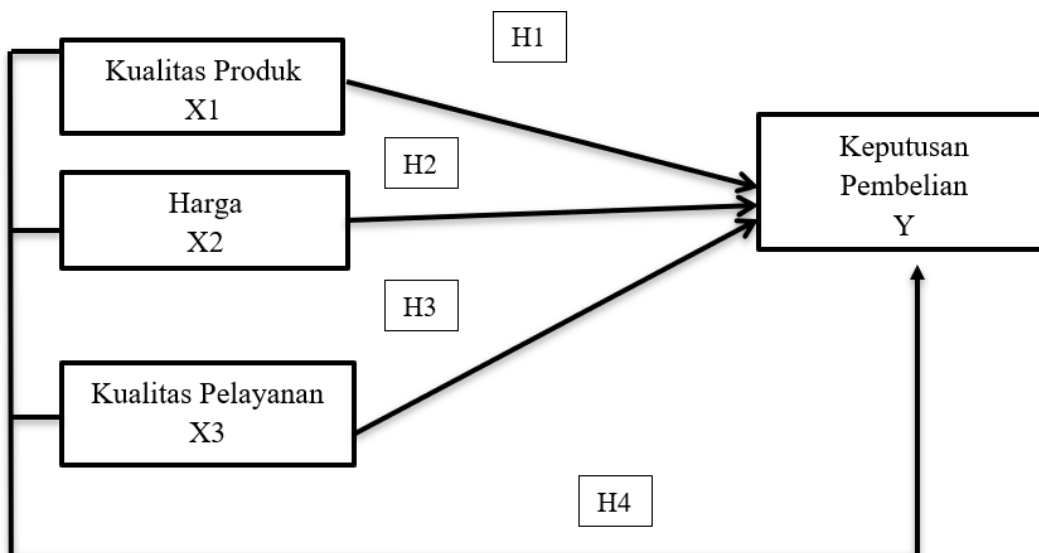 H1
Kualitas Produk
X1
H2
Harga
X2
Keputusan
Pembelian
Y
H3
Kualitas Pelayanan
X3
H4